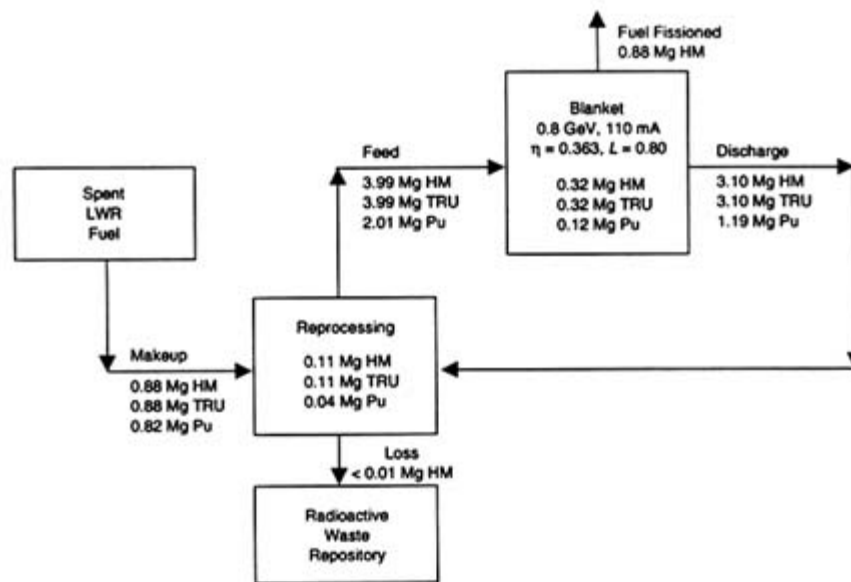 Fuel Fissioned
0.88 Mg HM
Blanket
0.8 GeV, 110 mA
η = 0.363, L = 0.80
0.32 Mg HM
0.32 Mg TRU
0.12 Mg Pu
Feed
3.99 Mg HM
3.99 Mg TRU
2.01 Mg Pu
Discharge
3.10 Mg HM
3.10 Mg TRU
1.19 Mg Pu
Spent
LWR
Fuel
Makeup
0.88 Mg HM
0.88 Mg TRU
0.82 Mg Pu
Reprocessing
0.11 Mg HM
0.11 Mg TRU
0.04 Mg Pu
Loss
< 0.01 Mg HM
Radioactive
Waste
Repository